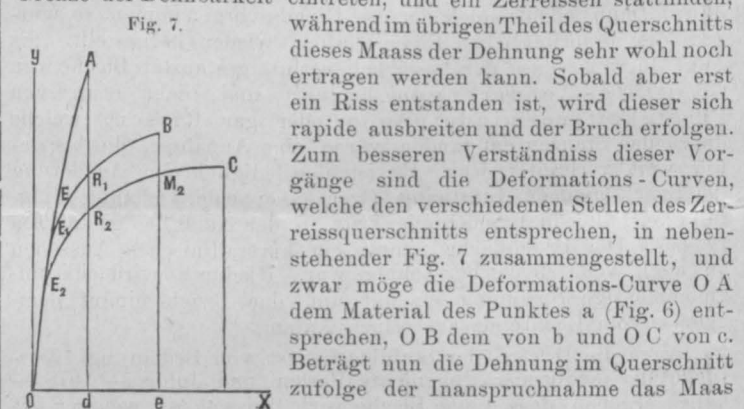 eintreten, und ein Zerreissen stattfinden,
Fig. 7.
während im übrigen Theil des Querschnitts
dieses Maass der Dehnung sehr wohl noch
ertragen werden kann. Sobald aber erst
ein Riss entstanden ist, wird dieser sich
rapide ausbreiten und der Bruch erfolgen.
Zum besseren Verständniss dieser Vor-
gänge sind die Deformations-Curven,
welche den verschiedenen Stellen des Zer-
reissquerschnitts entsprechen, in neben-
stehender Fig. 7 zusammengestellt, und
zwar möge die Deformations-Curve O A
dem Material des Punktes a (Fig. 6) ent-
sprechen, O B dem von b und O C von c.
Beträgt nun die Dehnung im Querschnitt
zufolge der Inanspruchnahme das Maas
y A
B
C
E R₁ M₂
E₁ R₂
E₂
O d e X